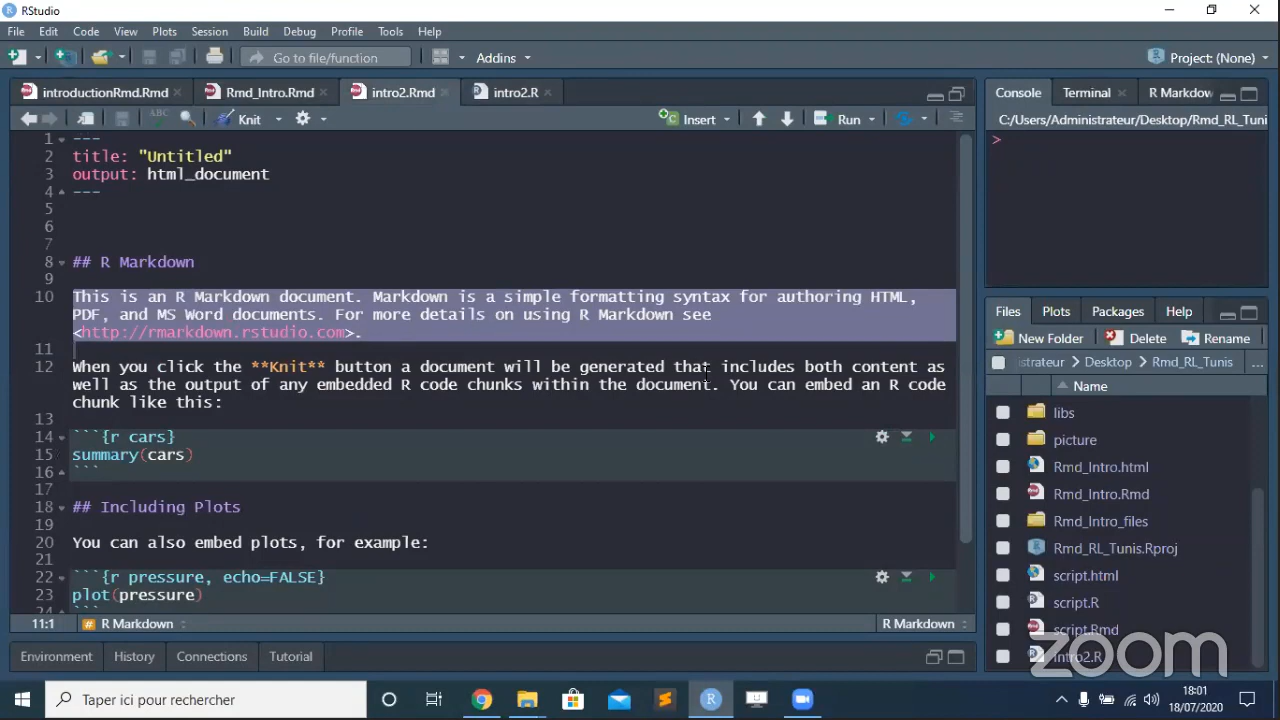 RStudio
File Edit Code View Plots Session Build Debug Profile Tools Help
Go to file/function Addins Project: (None)
introductionRmd.Rmd Rmd_Intro.Rmd intro2.Rmd intro2.R
ABC Knit Insert Run
1 ---
2 title: "Untitled"
3 output: html_document
4 ---
5
6
7
8 ## R Markdown
9
10 This is an R Markdown document. Markdown is a simple formatting syntax for authoring HTML,
PDF, and MS Word documents. For more details on using R Markdown see
<http://rmarkdown.rstudio.com>.
11
12 When you click the **Knit** button a document will be generated that includes both content as
well as the output of any embedded R code chunks within the document. You can embed an R code
chunk like this:
13
14 ```{r cars}
15 summary(cars)
16 ```
17
18 ## Including Plots
19
20 You can also embed plots, for example:
21
22 ```{r pressure, echo=FALSE}
23 plot(pressure)
24 ```
11:1 # R Markdown R Markdown
Environment History Connections Tutorial
Console Terminal R Markdow
C:/Users/Administrateur/Desktop/Rmd_RL_Tunis,
>
Files Plots Packages Help
New Folder Delete Rename
istrateur Desktop Rmd_RL_Tunis ...
Name
libs
picture
Rmd_Intro.html
Rmd_Intro.Rmd
Rmd_Intro_files
Rmd_RL_Tunis.Rproj
script.html
script.R
script.Rmd
intro2.R
zoom
Taper ici pour rechercher
18:01
18/07/2020